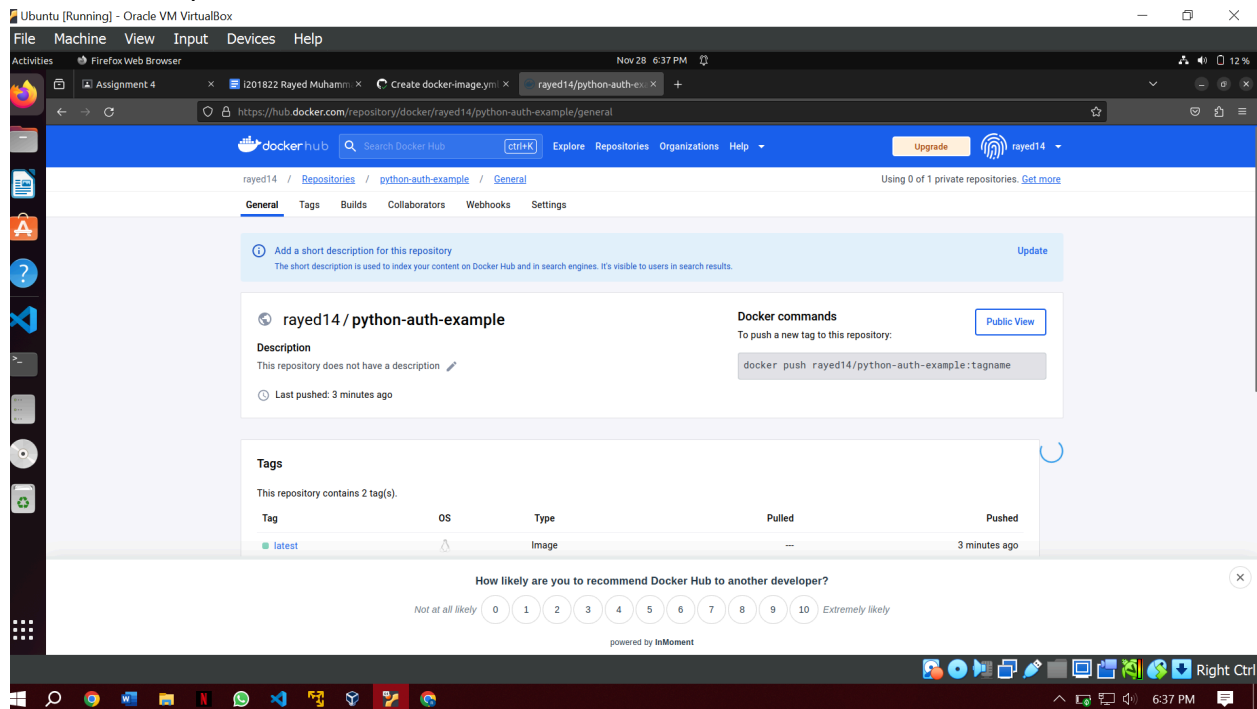 Ubuntu [Running] - Oracle VM VirtualBox
File Machine View Input Devices Help
Activities Firefox Web Browser Nov 28 6:37 PM 12 %
Assignment 4 i201822 Rayed Muhamm Create docker-image.yml rayed14/python-auth-exa
https://hub.docker.com/repository/docker/rayed14/python-auth-example/general
dockerhub Search Docker Hub ctrl+K Explore Repositories Organizations Help Upgrade rayed14
rayed14 / Repositories / python-auth-example / General Using 0 of 1 private repositories. Get more
General Tags Builds Collaborators Webhooks Settings
Add a short description for this repository Update
The short description is used to index your content on Docker Hub and in search engines. It's visible to users in search results.
rayed14 / python-auth-example Docker commands Public View
To push a new tag to this repository:
Description
This repository does not have a description docker push rayed14/python-auth-example:tagname
Last pushed: 3 minutes ago
Tags
This repository contains 2 tag(s).
Tag OS Type Pulled Pushed
latest Image --- 3 minutes ago
How likely are you to recommend Docker Hub to another developer?
Not at all likely 0 1 2 3 4 5 6 7 8 9 10 Extremely likely
powered by InMoment
Right Ctrl
6:37 PM